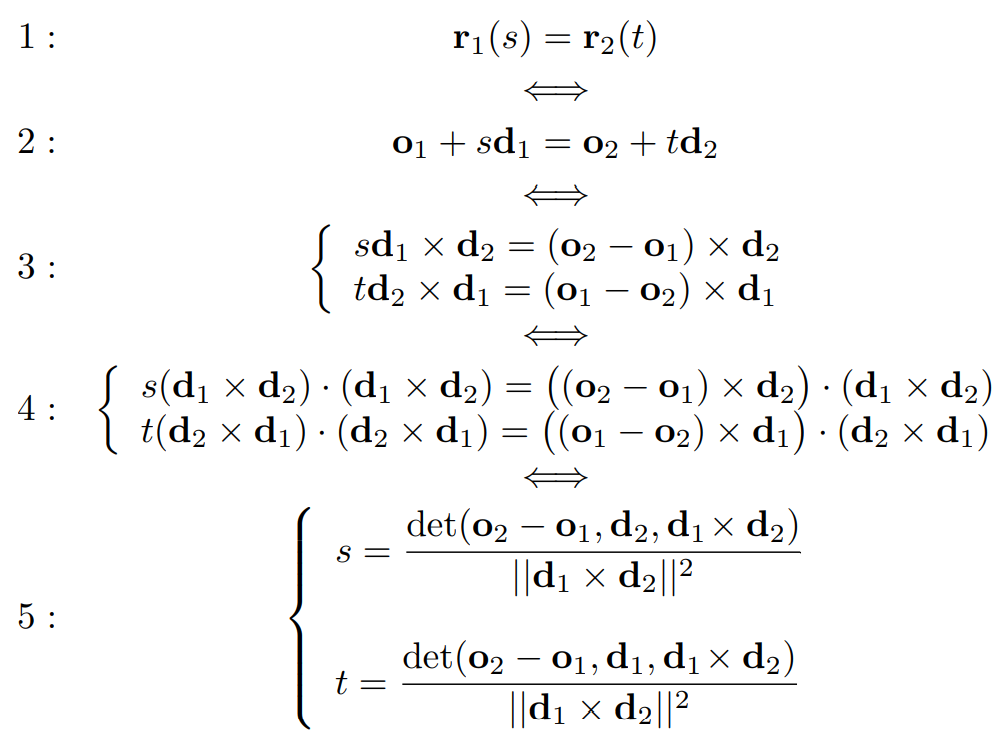 1 : r₁(s) = r₂(t)
⟺
2 : o₁ + sd₁ = o₂ + td₂
⟺
3 : { sd₁ × d₂ = (o₂ − o₁) × d₂
td₂ × d₁ = (o₁ − o₂) × d₁
⟺
4 : { s(d₁ × d₂) · (d₁ × d₂) = ((o₂ − o₁) × d₂) · (d₁ × d₂)
t(d₂ × d₁) · (d₂ × d₁) = ((o₁ − o₂) × d₁) · (d₂ × d₁)
⟺
5 : { s = det(o₂ − o₁, d₂, d₁ × d₂) / ||d₁ × d₂||²
t = det(o₂ − o₁, d₁, d₁ × d₂) / ||d₁ × d₂||²